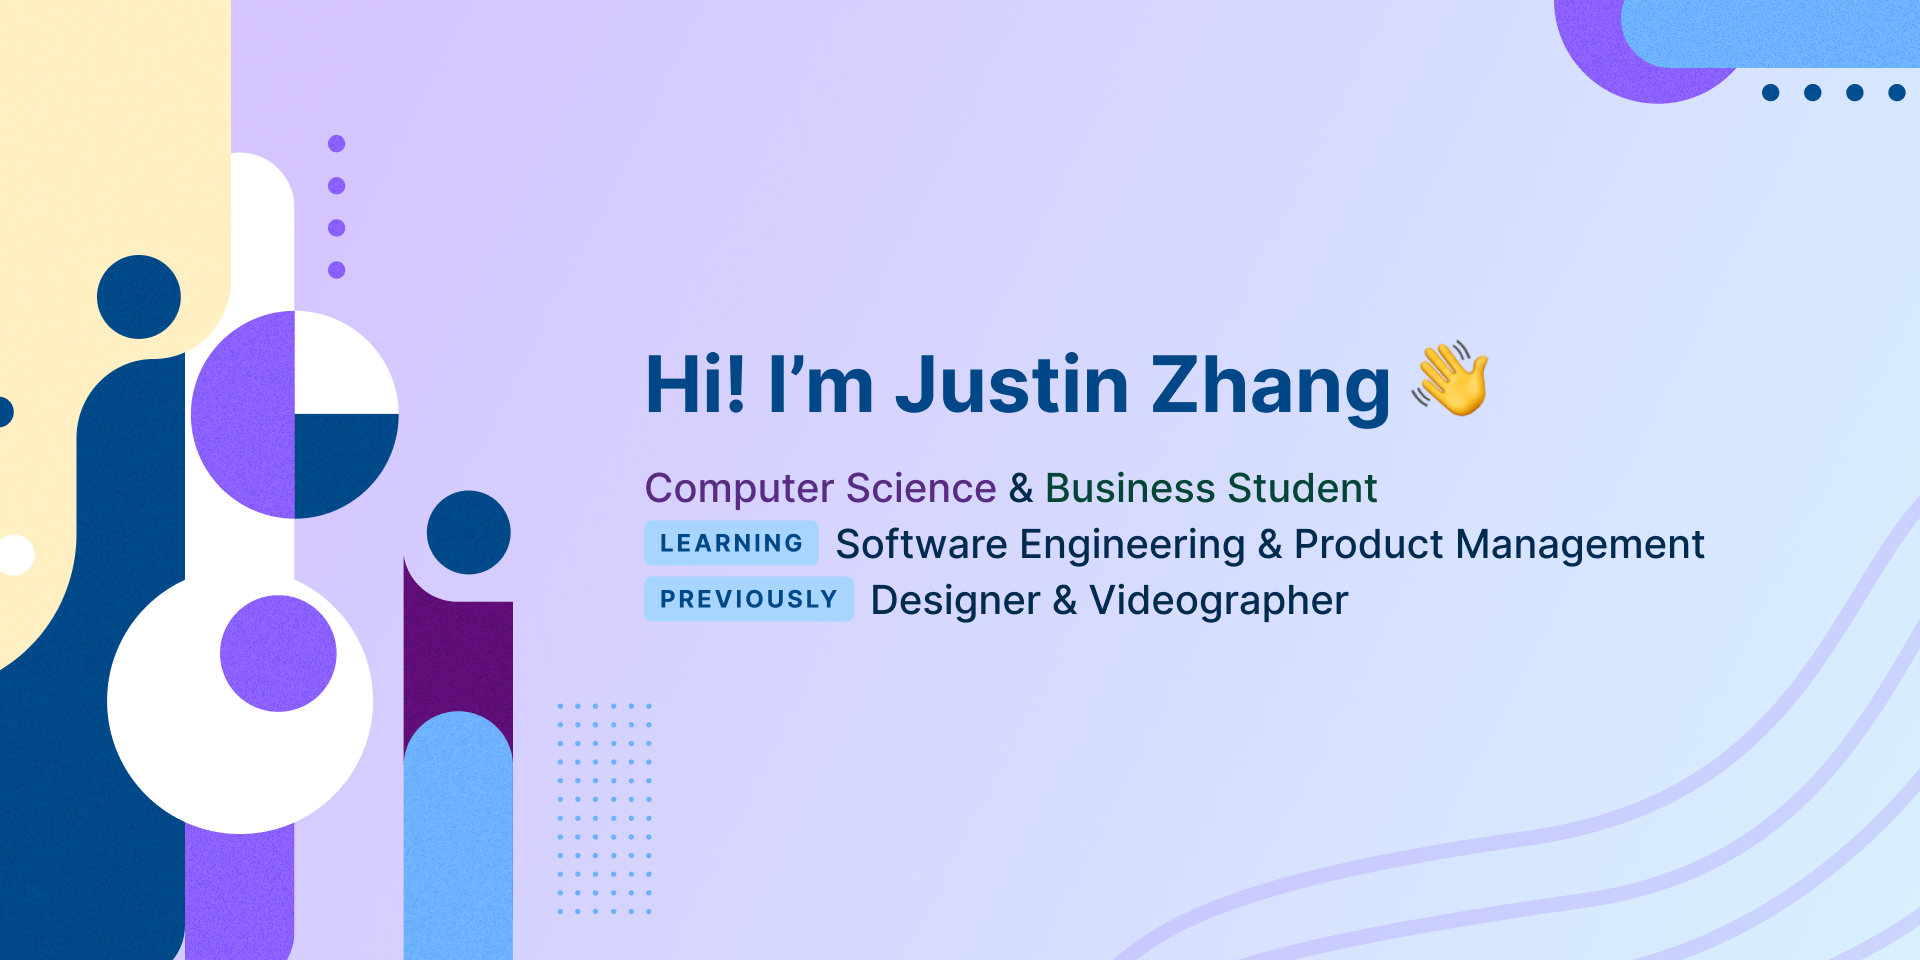 Hi! I’m Justin Zhang 👋
Computer Science & Business Student
LEARNING Software Engineering & Product Management
PREVIOUSLY Designer & Videographer